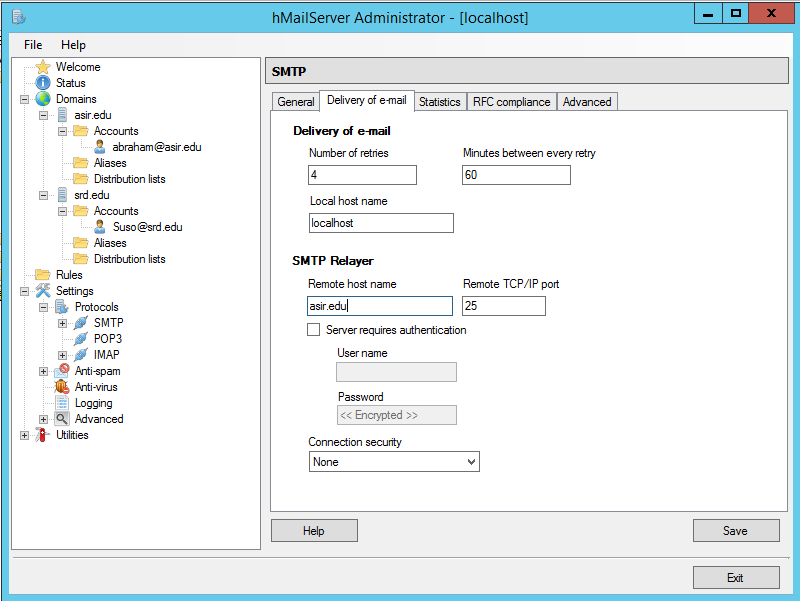 hMailServer Administrator - [localhost]
File Help
Welcome
Status
Domains
asir.edu
Accounts
abraham@asir.edu
Aliases
Distribution lists
srd.edu
Accounts
Suso@srd.edu
Aliases
Distribution lists
Rules
Settings
Protocols
SMTP
POP3
IMAP
Anti-spam
Anti-virus
Logging
Advanced
Utilities
SMTP
General Delivery of e-mail Statistics RFC compliance Advanced
Delivery of e-mail
Number of retries Minutes between every retry
4 60
Local host name
localhost
SMTP Relayer
Remote host name Remote TCP/IP port
asir.edu 25
Server requires authentication
User name
Password
<< Encrypted >>
Connection security
None
Help Save
Exit